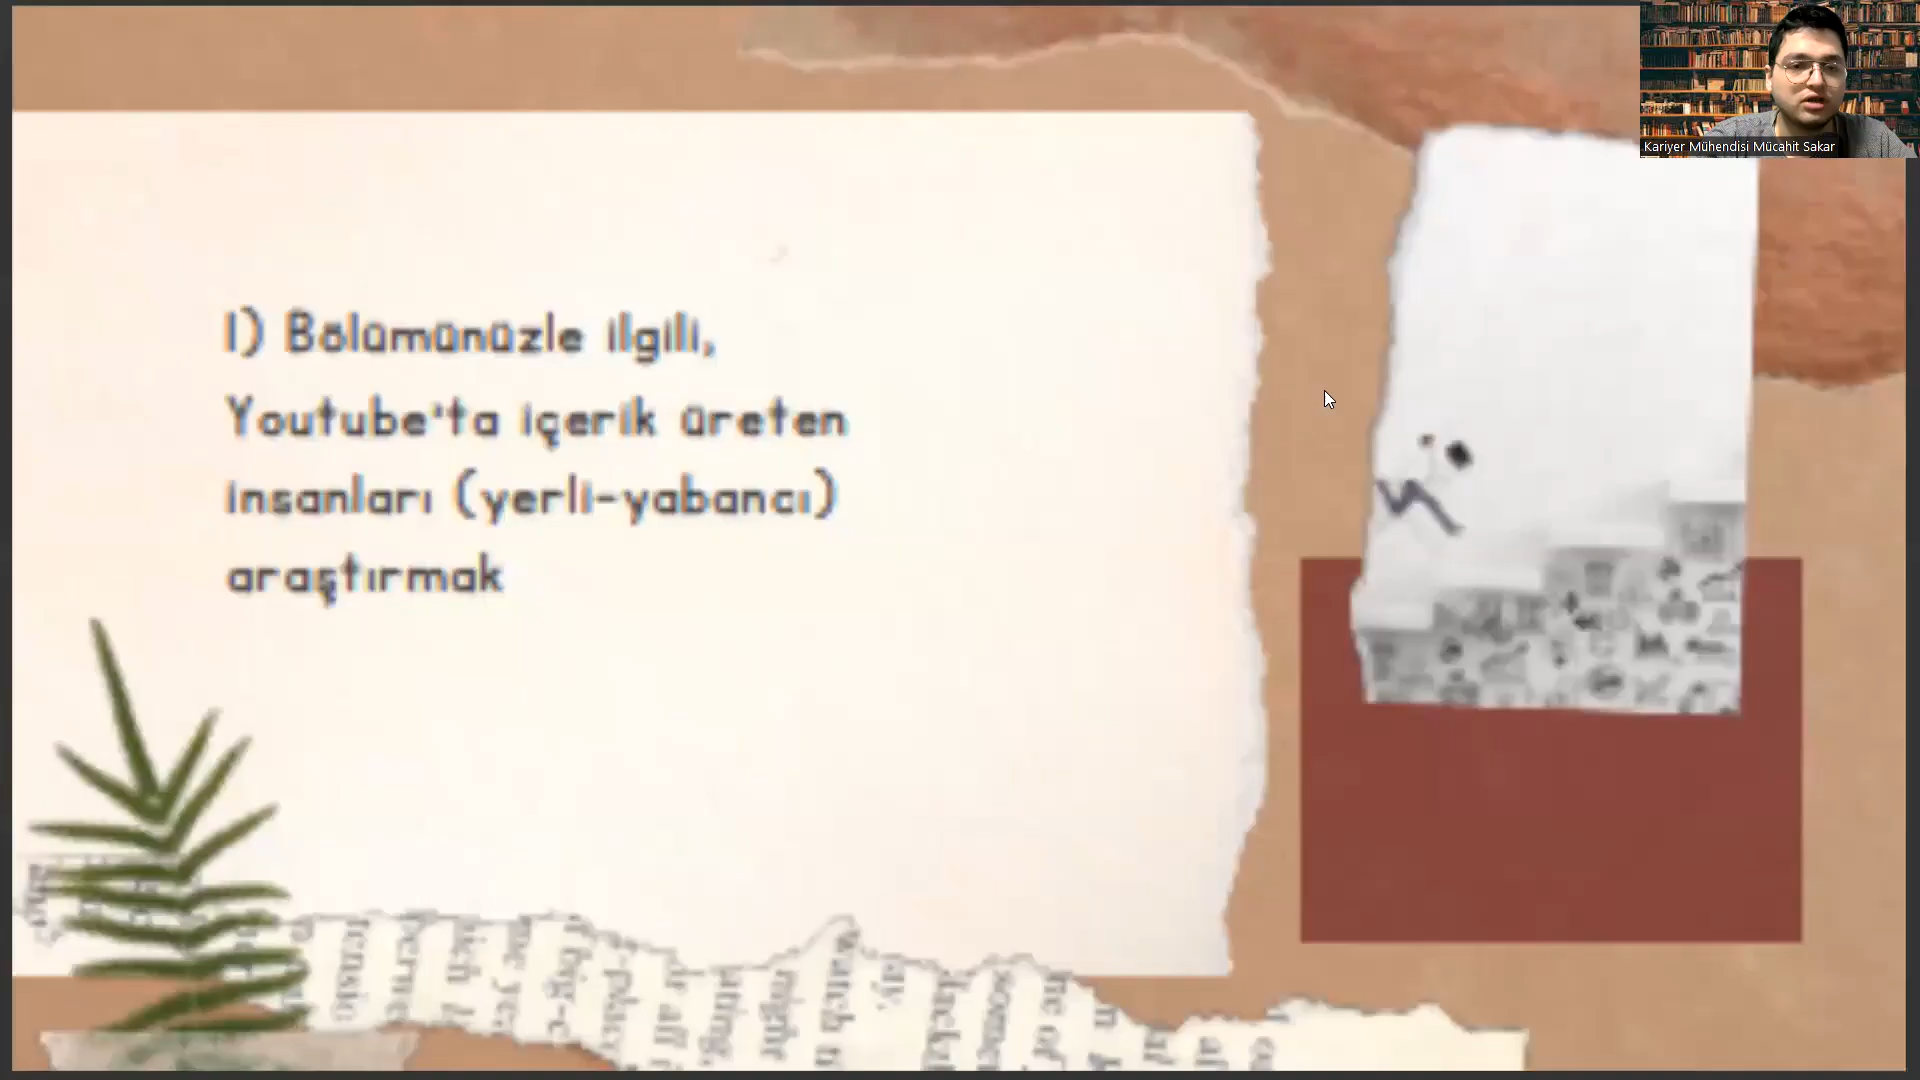 Kariyer Mühendisi Mücahit Sakar
1) Bölümünüzle ilgili,
Youtube'ta içerik üreten
insanları (yerli-yabancı)
araştırmak